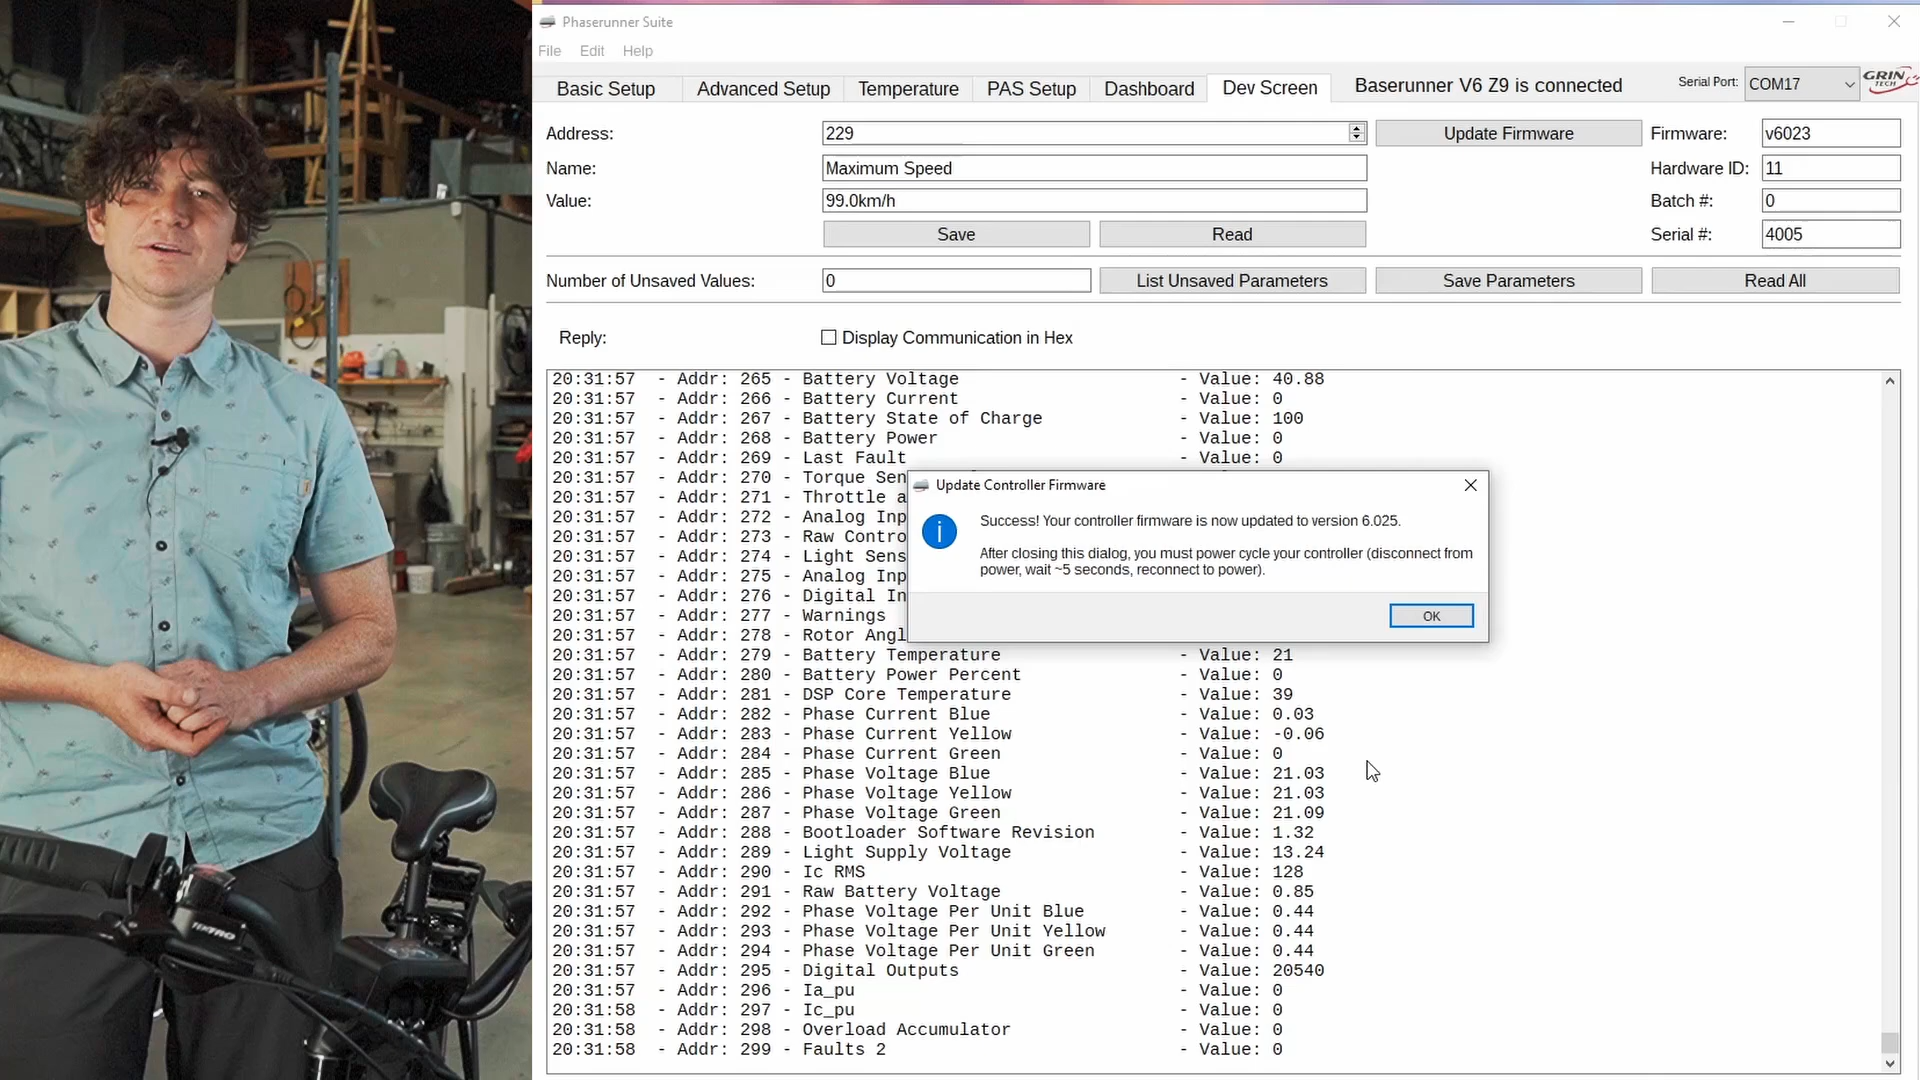 Phaserunner Suite
File Edit Help
Basic Setup Advanced Setup Temperature PAS Setup Dashboard Dev Screen Baserunner V6 Z9 is connected Serial Port: COM17 GRIN TECH
Address: 229 Update Firmware Firmware: v6023
Name: Maximum Speed Hardware ID: 11
Value: 99.0km/h Batch #: 0
Save Read Serial #: 4005
Number of Unsaved Values: 0 List Unsaved Parameters Save Parameters Read All
Reply: Display Communication in Hex
20:31:57 - Addr: 265 - Battery Voltage - Value: 40.88
20:31:57 - Addr: 266 - Battery Current - Value: 0
20:31:57 - Addr: 267 - Battery State of Charge - Value: 100
20:31:57 - Addr: 268 - Battery Power - Value: 0
20:31:57 - Addr: 269 - Last Fault - Value: 0
20:31:57 - Addr: 270 - Torque Sen
20:31:57 - Addr: 271 - Throttle a
20:31:57 - Addr: 272 - Analog Inp
20:31:57 - Addr: 273 - Raw Contro
20:31:57 - Addr: 274 - Light Sens
20:31:57 - Addr: 275 - Analog Inp
20:31:57 - Addr: 276 - Digital In
20:31:57 - Addr: 277 - Warnings
20:31:57 - Addr: 278 - Rotor Angl
Update Controller Firmware
Success! Your controller firmware is now updated to version 6.025.
After closing this dialog, you must power cycle your controller (disconnect from
power, wait ~5 seconds, reconnect to power).
OK
20:31:57 - Addr: 279 - Battery Temperature - Value: 21
20:31:57 - Addr: 280 - Battery Power Percent - Value: 0
20:31:57 - Addr: 281 - DSP Core Temperature - Value: 39
20:31:57 - Addr: 282 - Phase Current Blue - Value: 0.03
20:31:57 - Addr: 283 - Phase Current Yellow - Value: -0.06
20:31:57 - Addr: 284 - Phase Current Green - Value: 0
20:31:57 - Addr: 285 - Phase Voltage Blue - Value: 21.03
20:31:57 - Addr: 286 - Phase Voltage Yellow - Value: 21.03
20:31:57 - Addr: 287 - Phase Voltage Green - Value: 21.09
20:31:57 - Addr: 288 - Bootloader Software Revision - Value: 1.32
20:31:57 - Addr: 289 - Light Supply Voltage - Value: 13.24
20:31:57 - Addr: 290 - Ic RMS - Value: 128
20:31:57 - Addr: 291 - Raw Battery Voltage - Value: 0.85
20:31:57 - Addr: 292 - Phase Voltage Per Unit Blue - Value: 0.44
20:31:57 - Addr: 293 - Phase Voltage Per Unit Yellow - Value: 0.44
20:31:57 - Addr: 294 - Phase Voltage Per Unit Green - Value: 0.44
20:31:57 - Addr: 295 - Digital Outputs - Value: 20540
20:31:57 - Addr: 296 - Ia_pu - Value: 0
20:31:58 - Addr: 297 - Ic_pu - Value: 0
20:31:58 - Addr: 298 - Overload Accumulator - Value: 0
20:31:58 - Addr: 299 - Faults 2 - Value: 0
TEKTRO